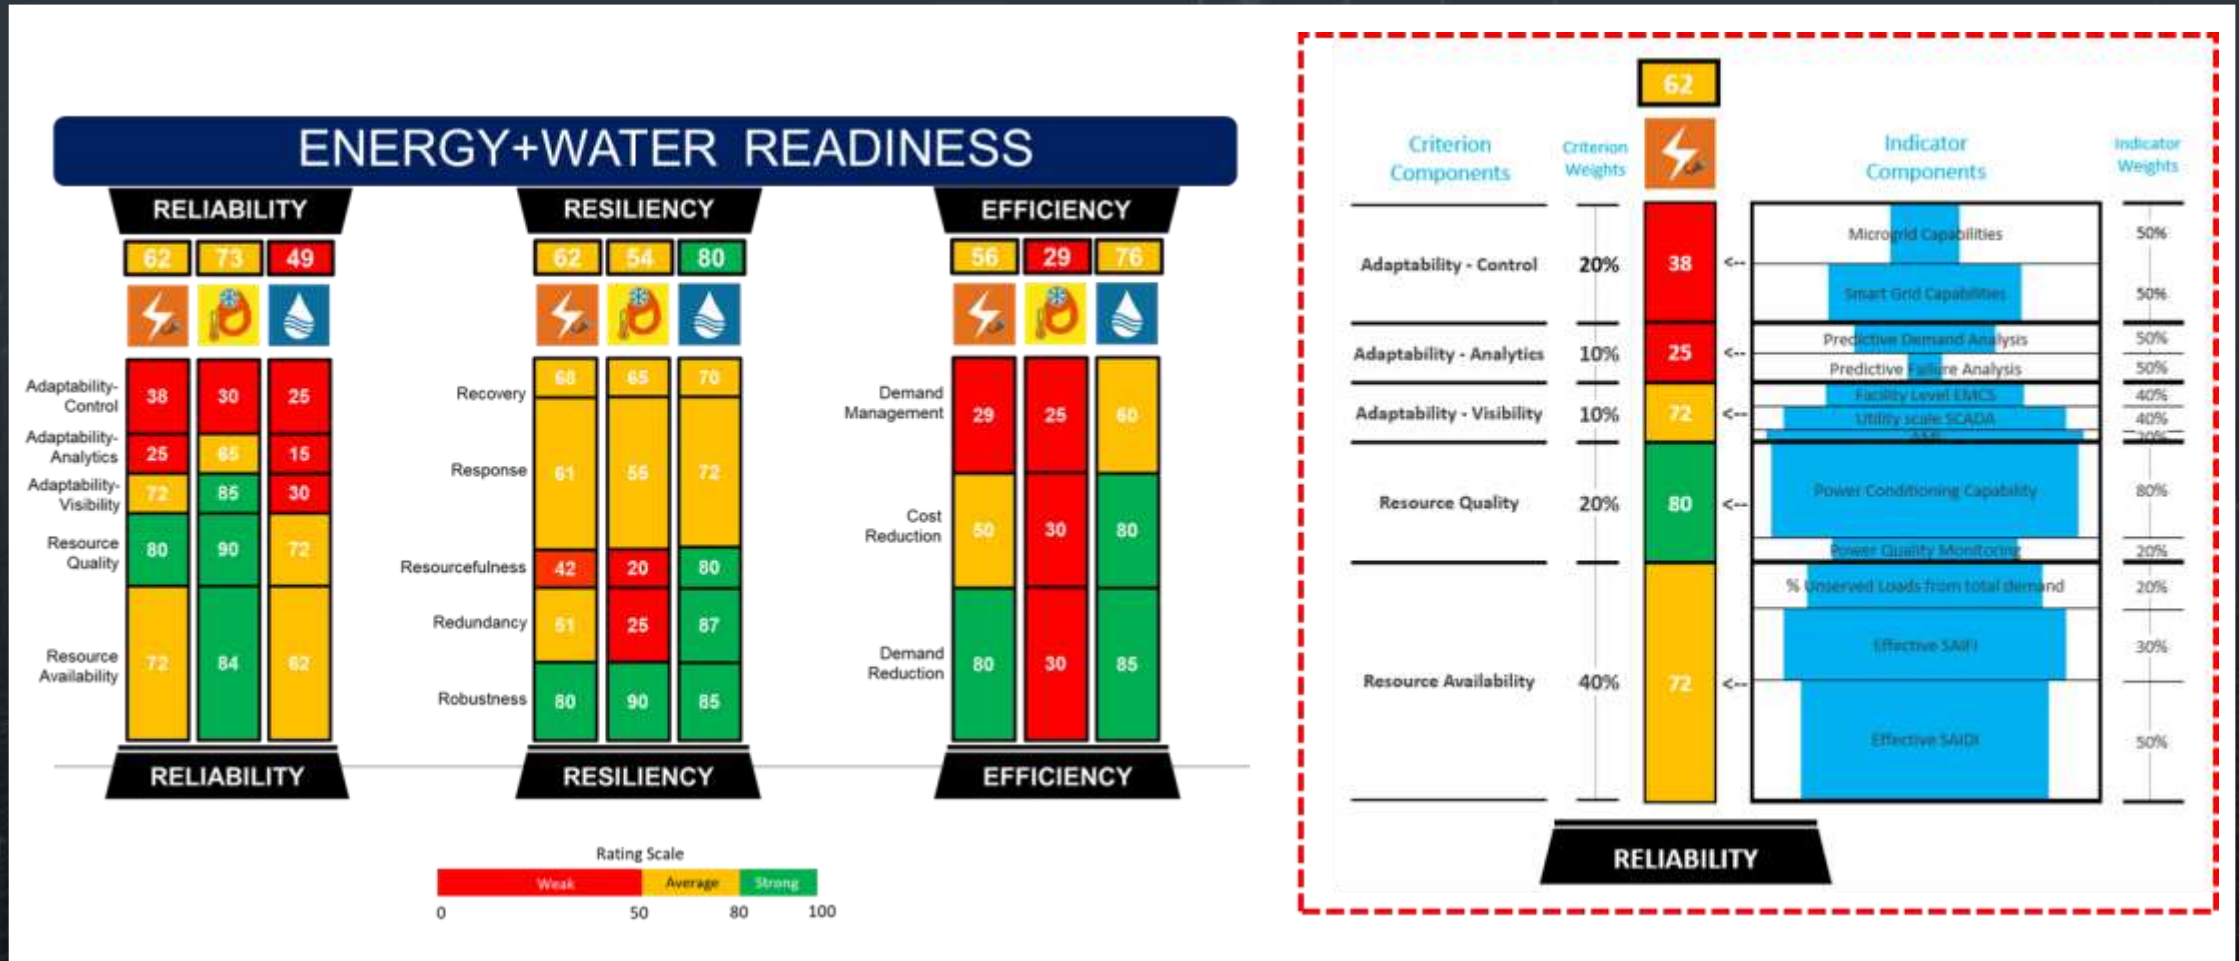 ENERGY+WATER READINESS
RELIABILITY
62 73 49
Adaptability-
Control
38 30 25
Adaptability-
Analytics
25 65 15
Adaptability-
Visibility
72 85 30
Resource
Quality
80 90 72
Resource
Availability
72 84 62
RELIABILITY
RESILIENCY
62 54 80
Recovery
68 65 70
Response
61 55 72
Resourcefulness
42 20 80
Redundancy
51 25 87
Robustness
80 90 85
RESILIENCY
EFFICIENCY
56 29 76
Demand
Management
29 25 60
Cost
Reduction
50 30 80
Demand
Reduction
80 30 85
EFFICIENCY
Rating Scale
Weak Average Strong
0 50 80 100
62
Criterion
Components
Criterion
Weights
Indicator
Components
Indicator
Weights
Adaptability - Control 20% 38 <--
Microgrid Capabilities 50%
Smart Grid Capabilities 50%
Adaptability - Analytics 10% 25 <--
Predictive Demand Analysis 50%
Predictive Failure Analysis 50%
Adaptability - Visibility 10% 72 <--
Facility Level EMCS 40%
Utility scale SCADA 40%
AMI 20%
Resource Quality 20% 80 <--
Power Conditioning Capability 80%
Power Quality Monitoring 20%
Resource Availability 40% 72 <--
% Unserved Loads from total demand 20%
Effective SAIFI 30%
Effective SAIDI 50%
RELIABILITY